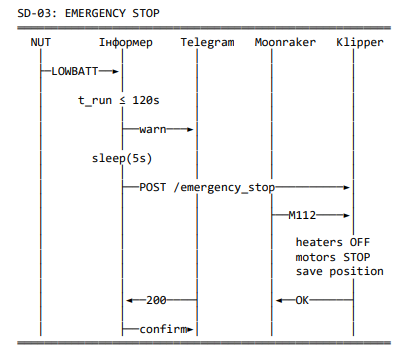 SD-03: EMERGENCY STOP
NUT Інформер Telegram Moonraker Klipper
LOWBATT
t_run ≤ 120s
warn
sleep(5s)
POST /emergency_stop
M112
heaters OFF
motors STOP
save position
200 OK
confirm